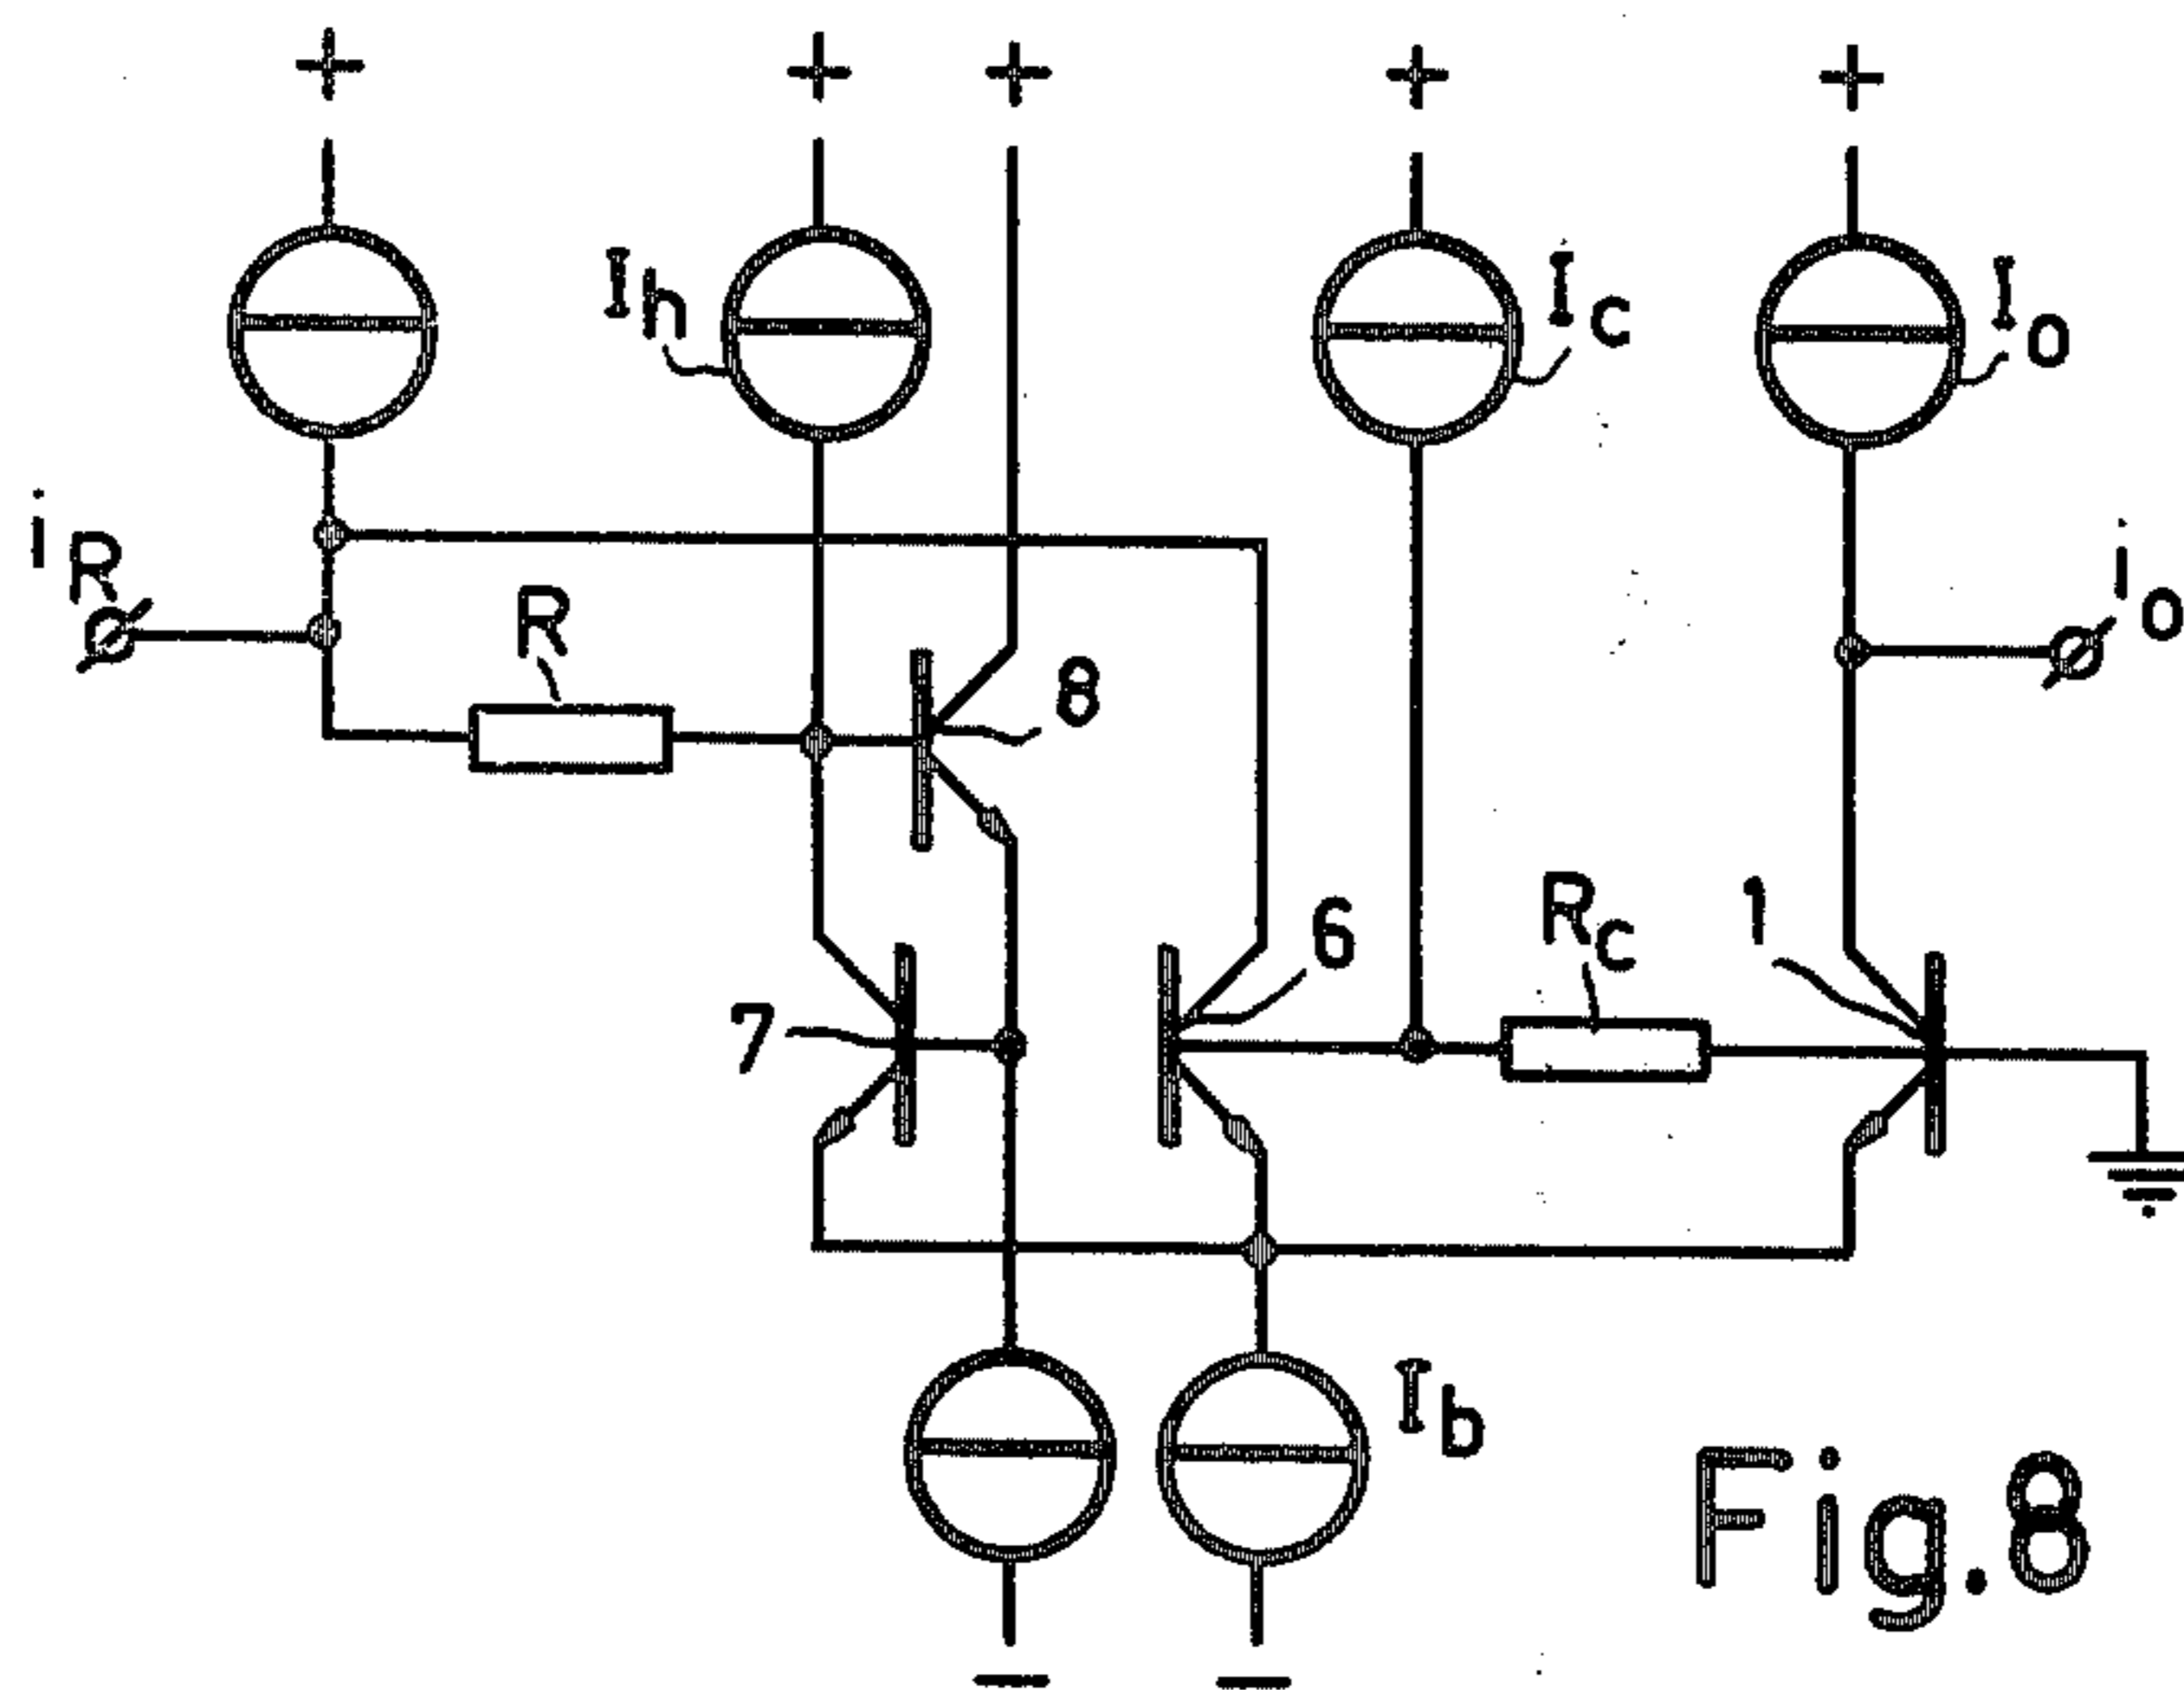 + + + + +
Ih Ic Io
iR R 8 io
7 6 Rc 1
Ib
− −
Fig.8